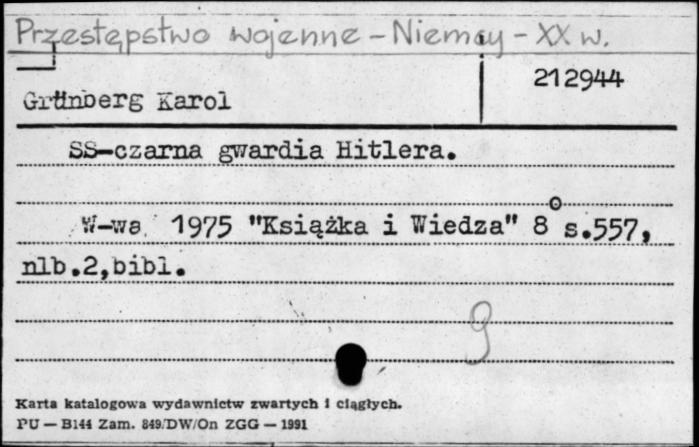 Przestępstwo wojenne - Niemcy - XX w.
212944
Grünberg Karol
SS-czarna gwardia Hitlera.
W-wa 1975 "Książka i Wiedza" 8° s.557,
nlb.2,bibl.
g
Karta katalogowa wydawnictw zwartych i ciągłych.
PU — B144 Zam. 849/DW/On ZGG — 1991